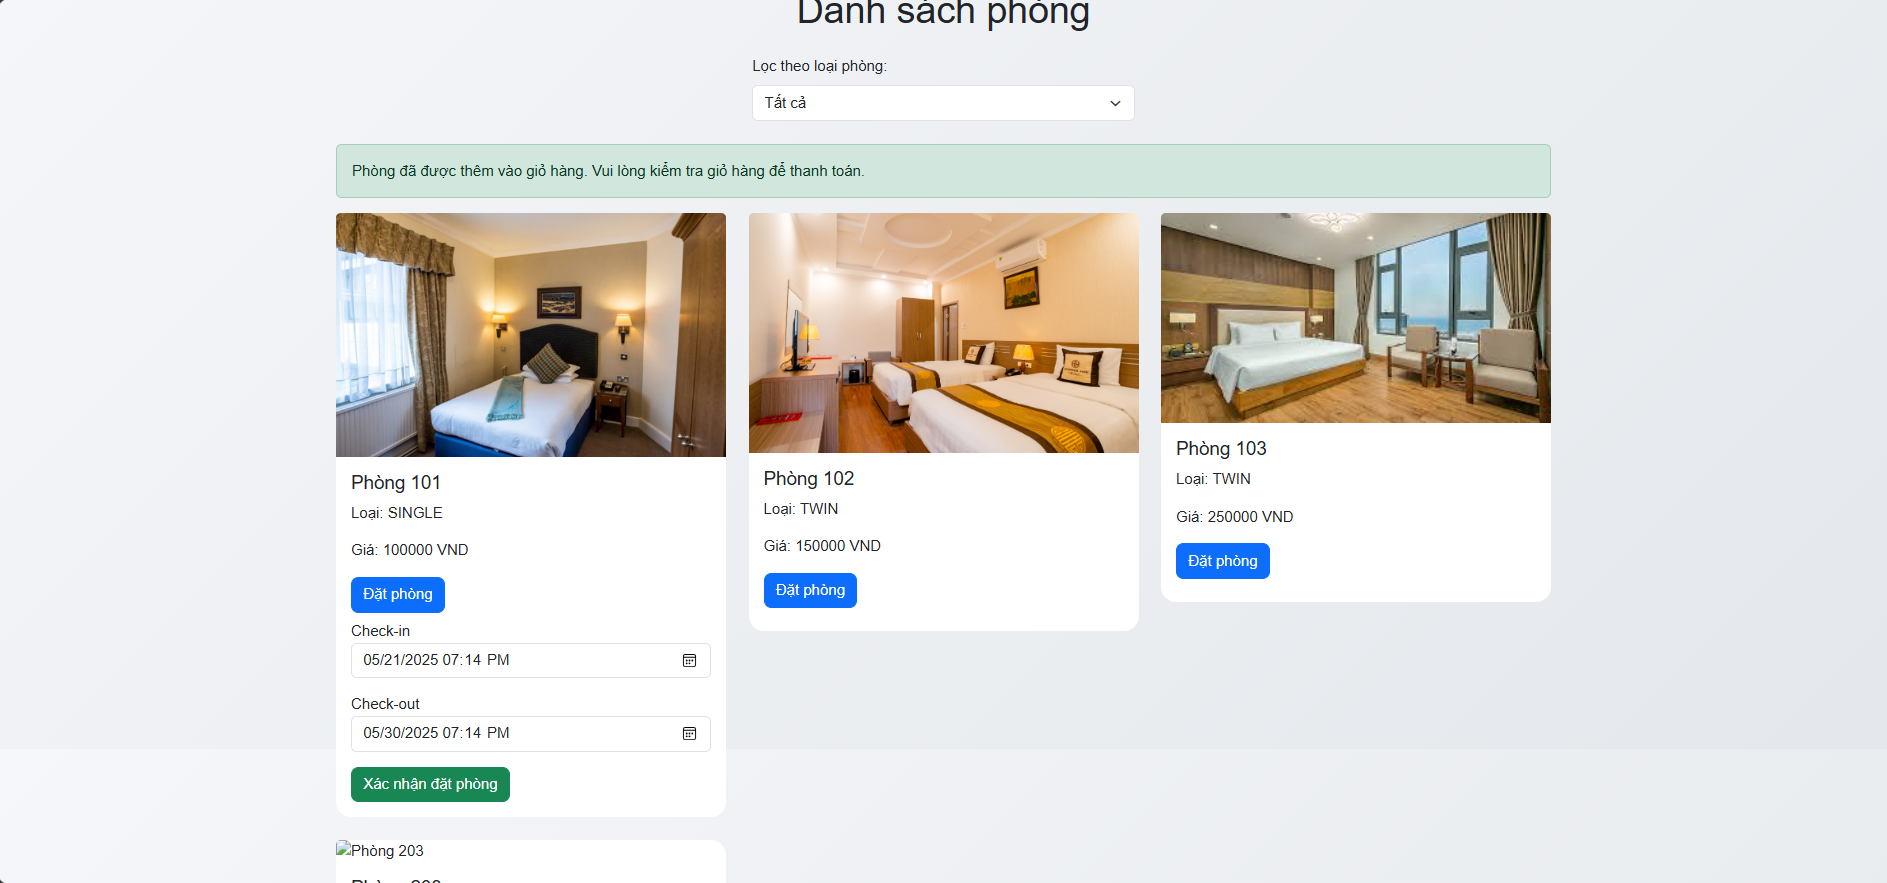 Danh sách phòng
Lọc theo loại phòng:
Tất cả
Phòng đã được thêm vào giỏ hàng. Vui lòng kiểm tra giỏ hàng để thanh toán.
Phòng 101
Loại: SINGLE
Giá: 100000 VND
Đặt phòng
Check-in
05/21/2025 07:14 PM
Check-out
05/30/2025 07:14 PM
Xác nhận đặt phòng
Phòng 102
Loại: TWIN
Giá: 150000 VND
Đặt phòng
Phòng 103
Loại: TWIN
Giá: 250000 VND
Đặt phòng
Phòng 203